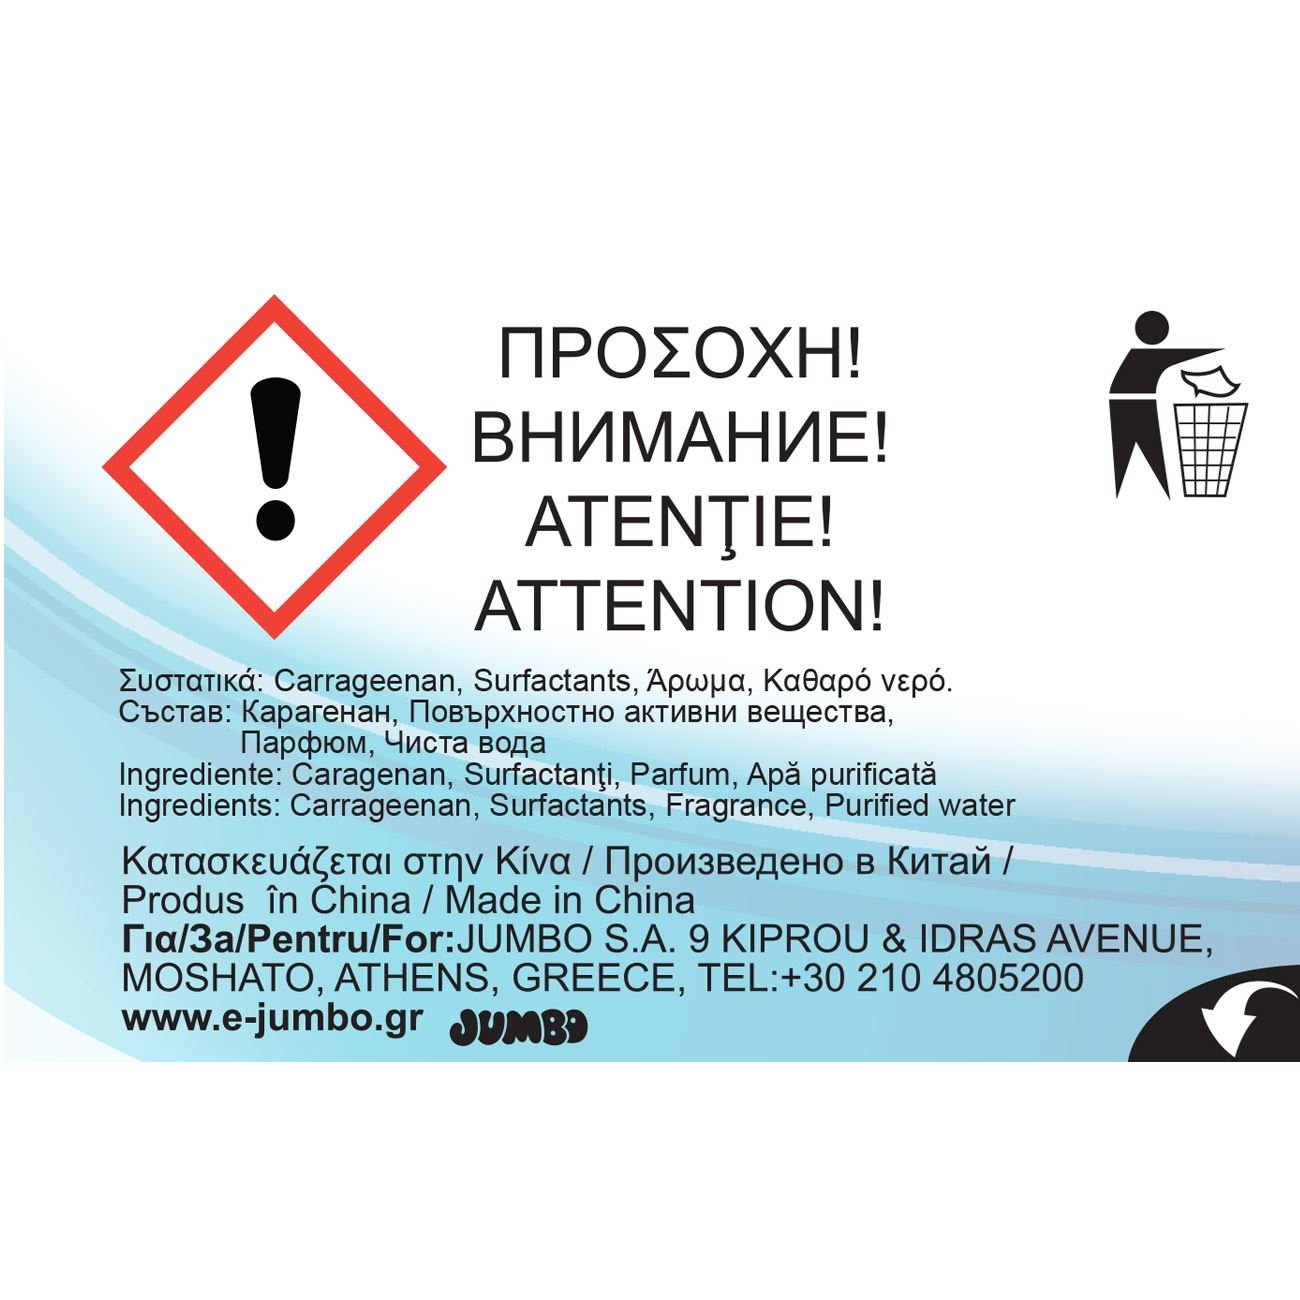 ΠΡΟΣΟΧΗ!
ВНИМАНИЕ!
ATENŢIE!
ATTENTION!
Συστατικά: Carrageenan, Surfactants, Άρωμα, Καθαρό νερό.
Състав: Карагенан, Повърхностно активни вещества,
Парфюм, Чиста вода
Ingrediente: Caragenan, Surfactanţi, Parfum, Apă purificată
Ingredients: Carrageenan, Surfactants, Fragrance, Purified water
Κατασκευάζεται στην Κίνα / Произведено в Китай /
Produs în China / Made in China
Για/За/Pentru/For:JUMBO S.A. 9 KIPROU & IDRAS AVENUE,
MOSHATO, ATHENS, GREECE, TEL:+30 210 4805200
www.e-jumbo.gr JUMBO